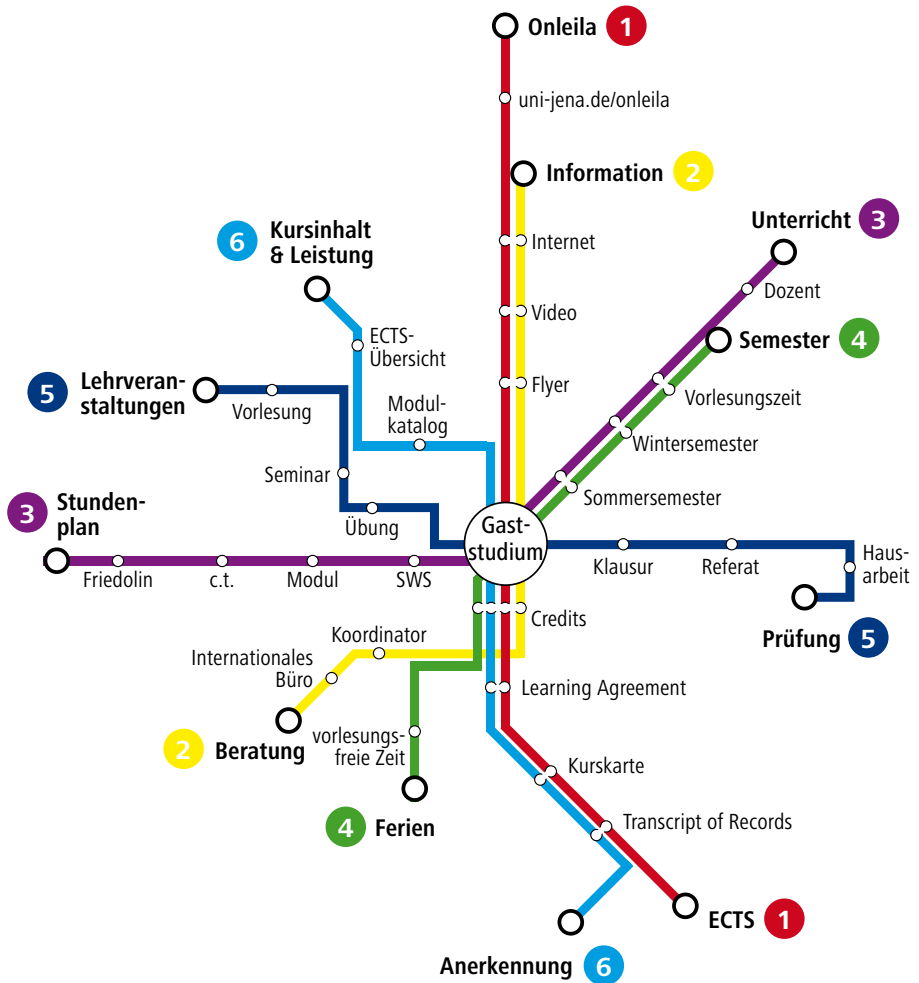 Onleila 1
uni-jena.de/onleila
Information 2
Internet
Video
Flyer
Unterricht 3
Dozent
Semester 4
Vorlesungszeit
Wintersemester
Sommersemester
6 Kursinhalt
& Leistung
ECTS-
Übersicht
Modul-
katalog
5 Lehrveran-
staltungen
Vorlesung
Seminar
Übung
3 Stunden-
plan
Friedolin
c.t.
Modul
SWS
Gast-
studium
Klausur
Referat
Haus-
arbeit
Prüfung 5
Credits
Koordinator
Internationales
Büro
2 Beratung
Learning Agreement
vorlesungs-
freie Zeit
4 Ferien
Kurskarte
Transcript of Records
ECTS 1
Anerkennung 6